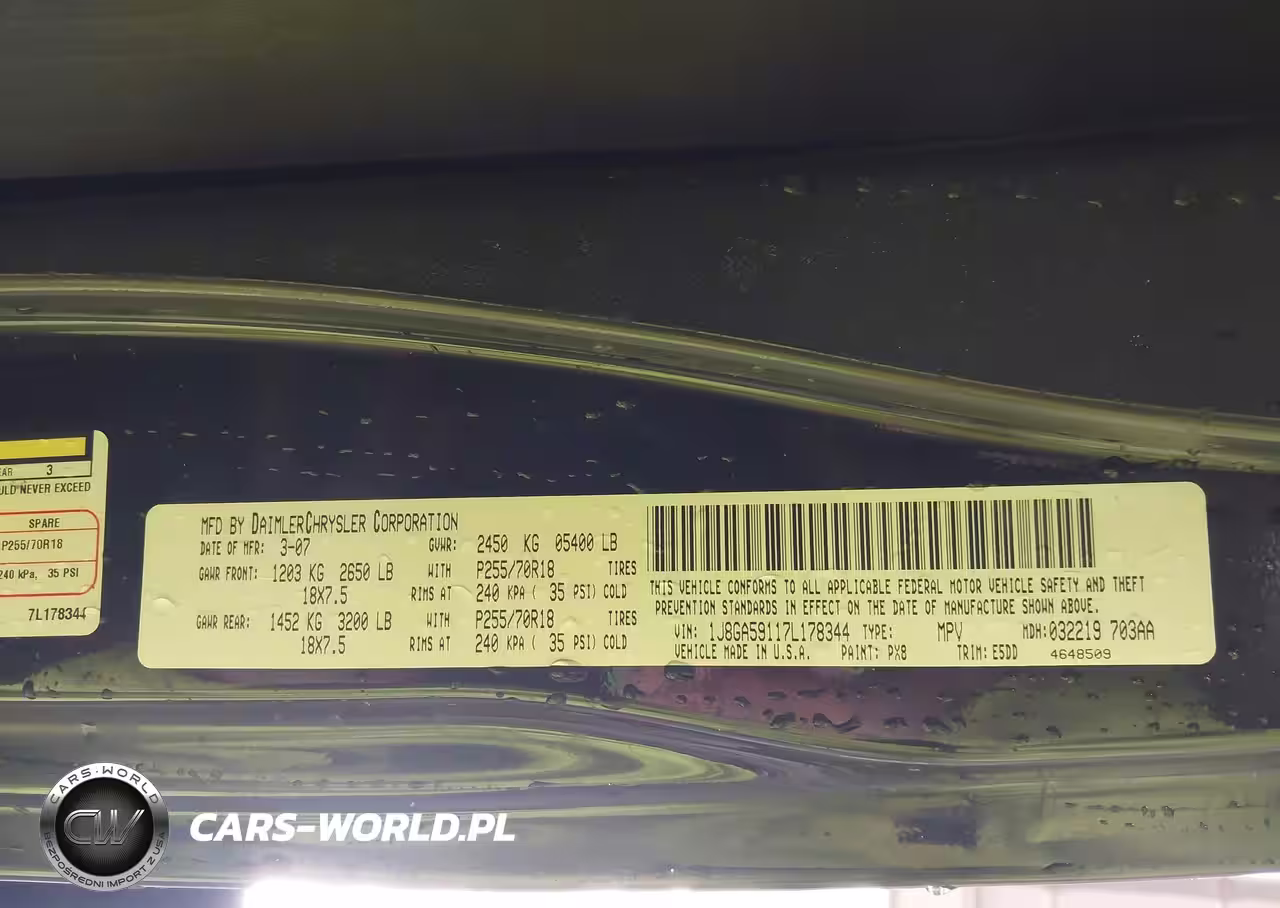 EAR 3
ULD NEVER EXCEED
SPARE
P255/70R18
240 kPa, 35 PSI
7L178344
MFD BY DAIMLERCHRYSLER CORPORATION
DATE OF MFR: 3-07 GVWR: 2450 KG 05400 LB
GAWR FRONT: 1203 KG 2650 LB WITH P255/70R18 TIRES
18X7.5 RIMS AT 240 KPA ( 35 PSI) COLD
GAWR REAR: 1452 KG 3200 LB WITH P255/70R18 TIRES
18X7.5 RIMS AT 240 KPA ( 35 PSI) COLD
THIS VEHICLE CONFORMS TO ALL APPLICABLE FEDERAL MOTOR VEHICLE SAFETY AND THEFT
PREVENTION STANDARDS IN EFFECT ON THE DATE OF MANUFACTURE SHOWN ABOVE.
VIN: 1J8GA59117L178344 TYPE: MPV MDH:032219 703AA
VEHICLE MADE IN U.S.A. PAINT: PX8 TRIM: E5DD 4648509
CARS-WORLD
CW
BEZPOŚREDNI IMPORT Z USA
CARS-WORLD.PL